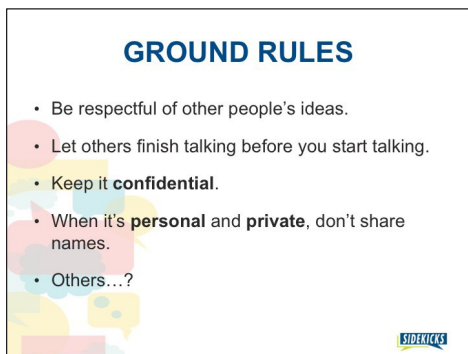 GROUND RULES
• Be respectful of other people's ideas.
• Let others finish talking before you start talking.
• Keep it confidential.
• When it's personal and private, don't share
names.
• Others…?
SIDEKICKS